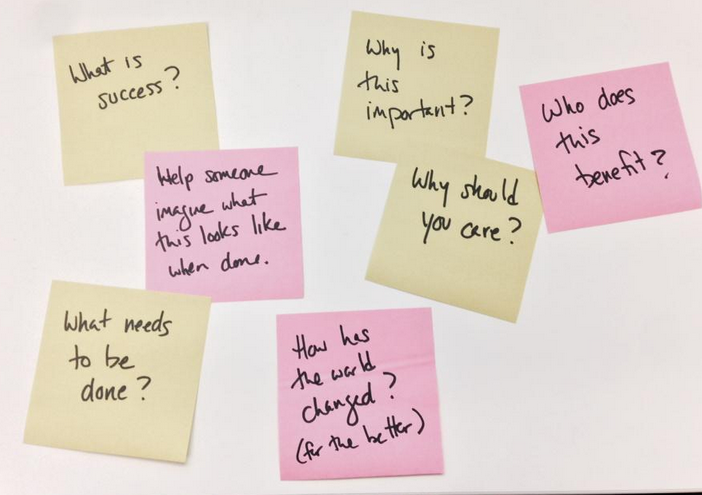 What is
success?
Why is
this
important?
Who does
this
benefit?
Help someone
imagine what
this looks like
when done.
Why should
you care?
What needs
to be
done?
How has
the world
changed?
(for the better)